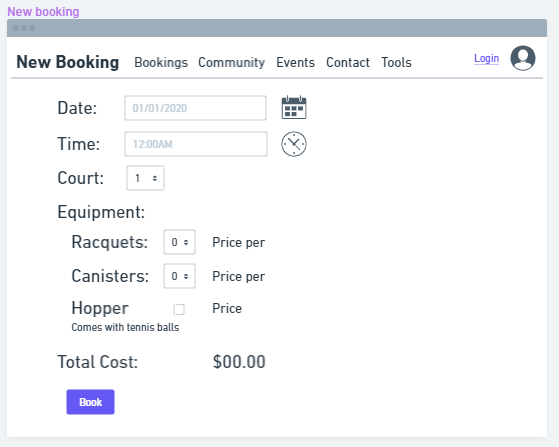 New booking
New Booking Bookings Community Events Contact Tools Login
Date: 01/01/2020
Time: 12:00AM
Court: 1
Equipment:
Racquets: 0 Price per
Canisters: 0 Price per
Hopper Price
Comes with tennis balls
Total Cost: $00.00
Book